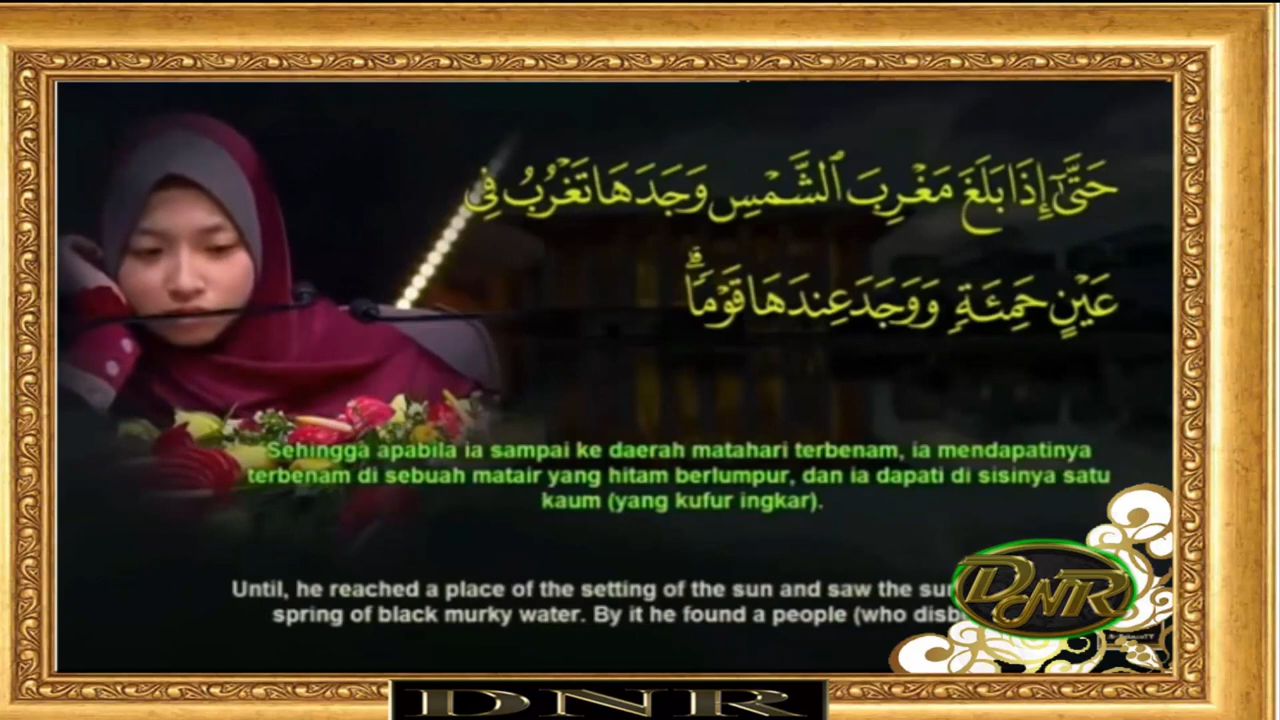 حَتَّىٰٓ إِذَا بَلَغَ مَغْرِبَ ٱلشَّمْسِ وَجَدَهَا تَغْرُبُ فِى
عَيْنٍ حَمِئَةٍۢ وَوَجَدَ عِندَهَا قَوْمًۭا ۗ
Sehingga apabila ia sampai ke daerah matahari terbenam, ia mendapatinya
terbenam di sebuah matair yang hitam berlumpur, dan ia dapati di sisinya satu
kaum (yang kufur ingkar).
Until, he reached a place of the setting of the sun and saw the
spring of black murky water. By it he found a people (who
DNR
DNR